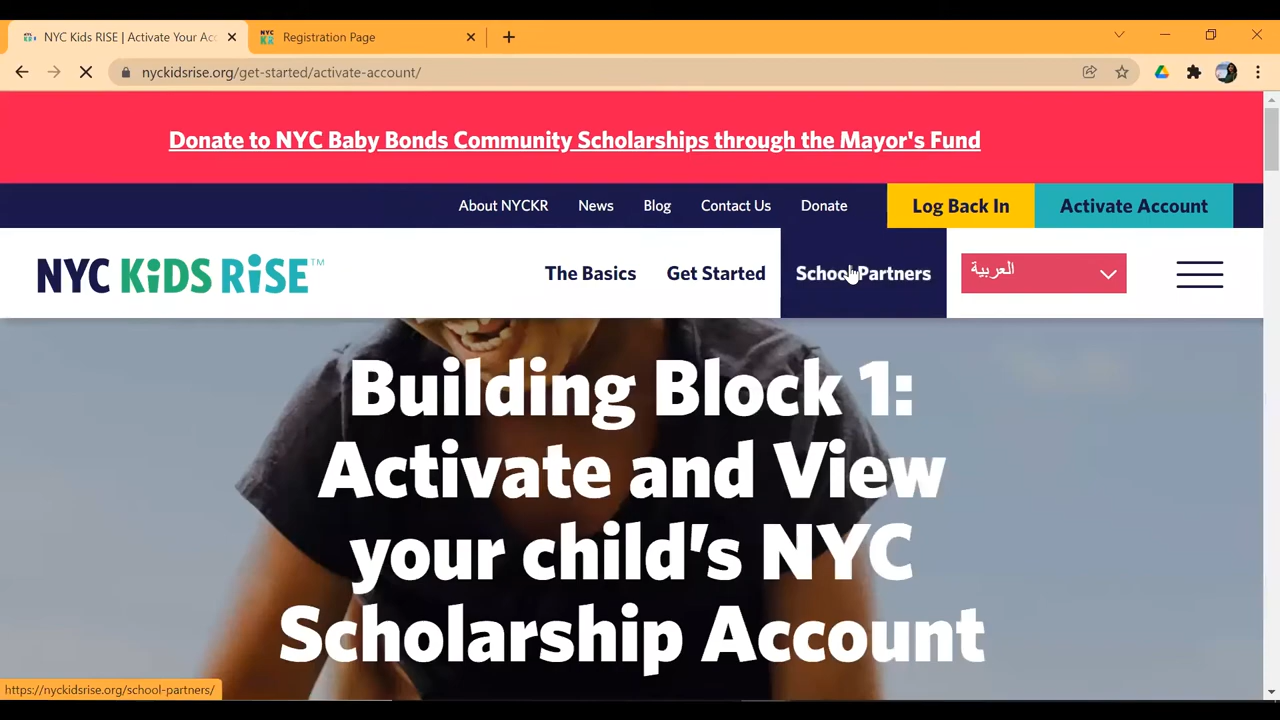 NYC Kids RISE | Activate Your Acc
Registration Page
nyckidsrise.org/get-started/activate-account/
Donate to NYC Baby Bonds Community Scholarships through the Mayor's Fund
About NYCKR News Blog Contact Us Donate Log Back In Activate Account
NYC KiDS RiSE™ The Basics Get Started School Partners العربية
Building Block 1:
Activate and View
your child's NYC
Scholarship Account
https://nyckidsrise.org/school-partners/